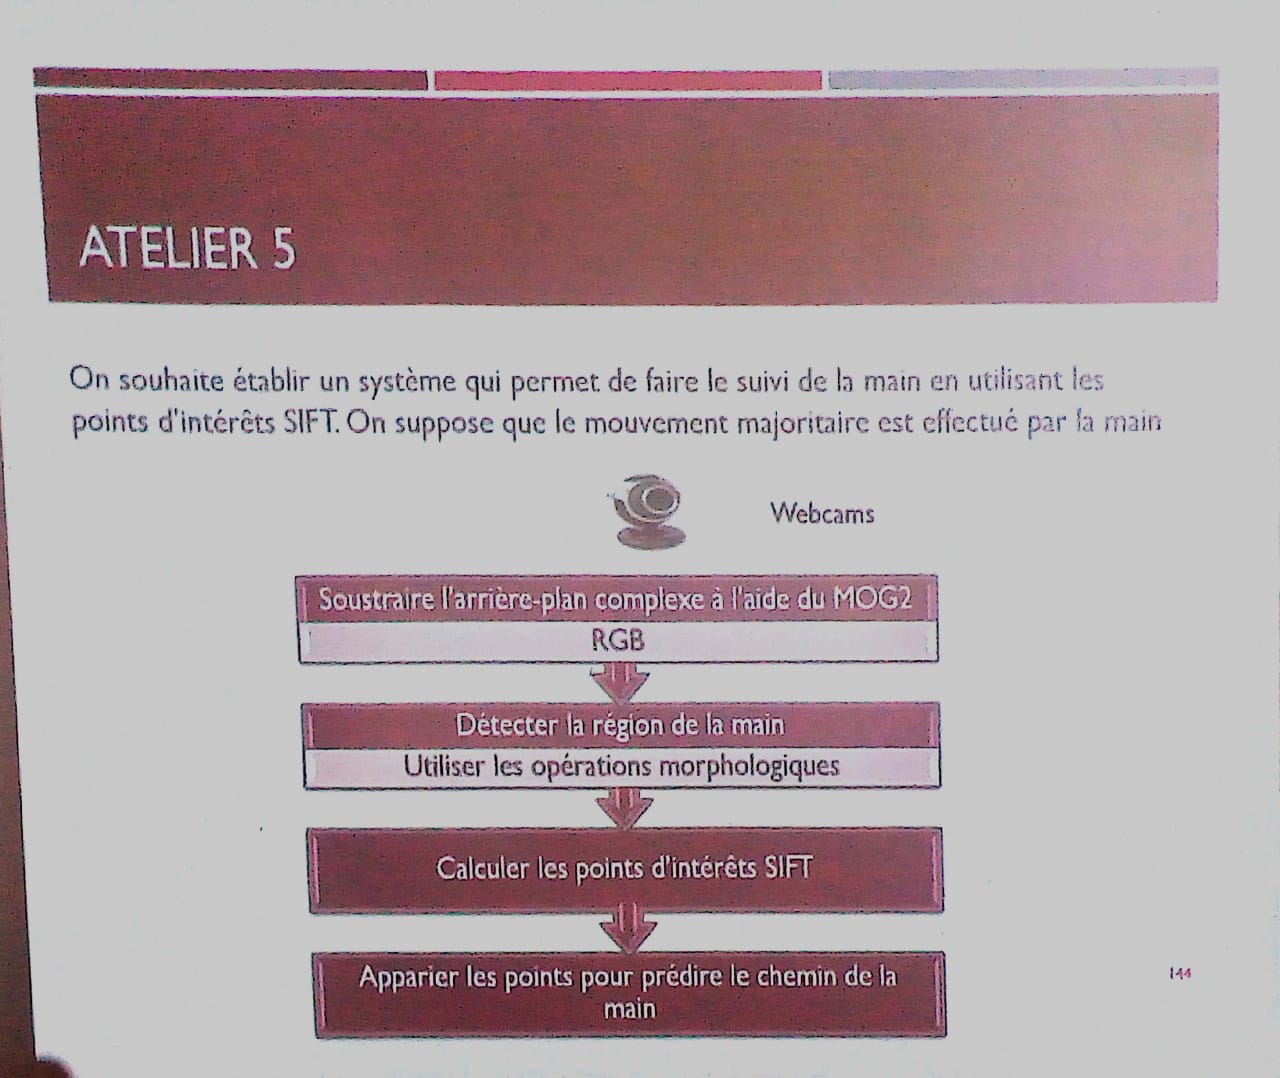 ATELIER 5
On souhaite établir un système qui permet de faire le suivi de la main en utilisant les
points d'intérêts SIFT. On suppose que le mouvement majoritaire est effectué par la main
Webcams
Soustraire l'arrière-plan complexe à l'aide du MOG2
RGB
Détecter la région de la main
Utiliser les opérations morphologiques
Calculer les points d'intérêts SIFT
Apparier les points pour prédire le chemin de la
main
144